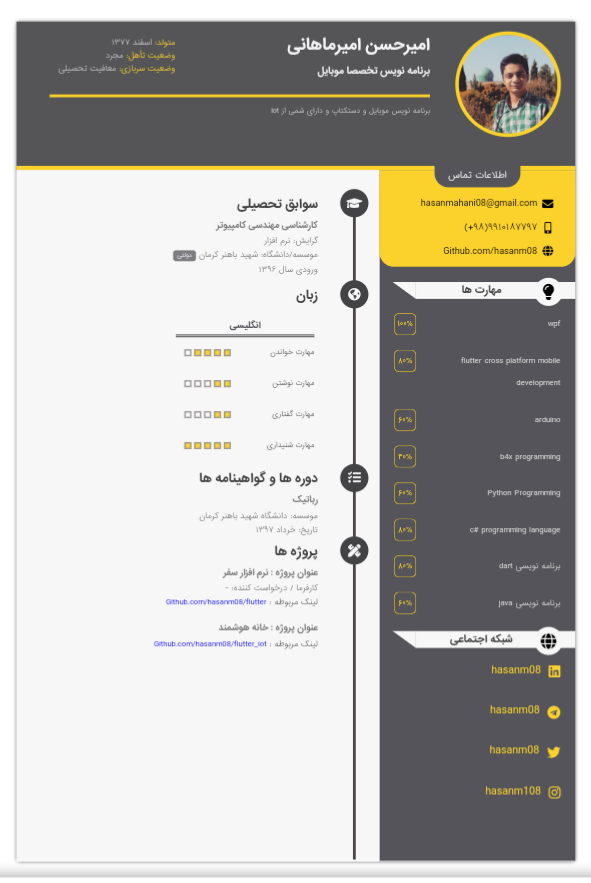 امیرحسن امیرماهانی
برنامه نویس تخصصا موبایل
متولد: اسفند ۱۳۷۷
وضعیت تأهل: مجرد
وضعیت سربازی: معافیت تحصیلی
برنامه نویس موبایل و دستکتاپ و دارای شمی از iot
اطلاعات تماس
hasanmahani08@gmail.com
(+۹۸)۹۹۱۰۱۸۷۷۹۷
Github.com/hasanm08
مهارت ها
wpf ۱۰۰%
flutter cross platform mobile ۸۰%
development
arduino ۶۰%
b4x programming ۴۰%
Python Programming ۶۰%
c# programming language ۸۰%
برنامه نویسی dart ۸۰%
برنامه نویسی java ۶۰%
شبکه اجتماعی
hasanm08
hasanm08
hasanm08
hasanm108
سوابق تحصیلی
کارشناسی مهندسی کامپیوتر
گرایش: نرم افزار
موسسه/دانشگاه: شهید باهنر کرمان دولتی
ورودی سال ۱۳۹۶
زبان
انگلیسی
مهارت خواندن
مهارت نوشتن
مهارت گفتاری
مهارت شنیداری
دوره ها و گواهینامه ها
رباتیک
موسسه: دانشگاه شهید باهنر کرمان
تاریخ: خرداد ۱۳۹۷
پروژه ها
عنوان پروژه : نرم افزار سفر
کارفرما / درخواست کننده: -
لینک مربوطه : Github.com/hasanm08/flutter
عنوان پروژه : خانه هوشمند
لینک مربوطه : Github.com/hasanm08/flutter_iot